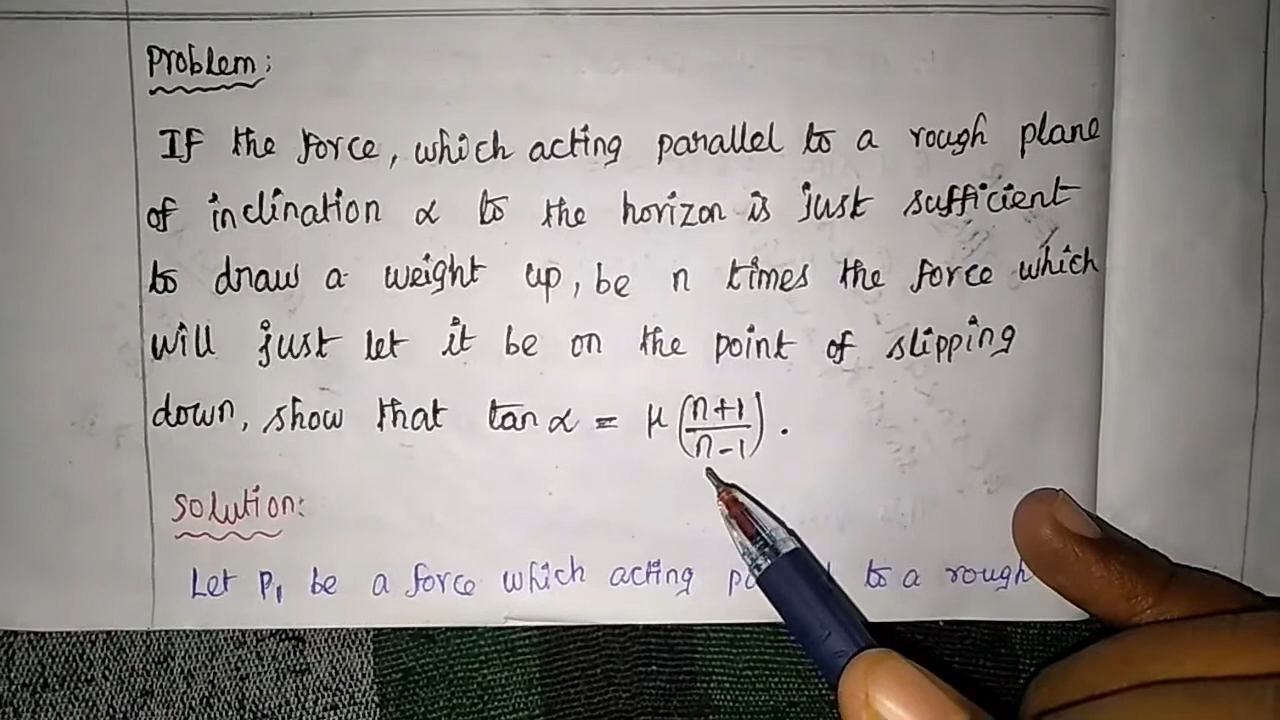 Problem:
If the force, which acting parallel to a rough plane
of inclination α to the horizon is just sufficient
to draw a weight up, be n times the force which
will just let it be on the point of slipping
down, show that tan α = μ (n+1/n-1).
Solution:
Let P₁ be a force which acting to a rough